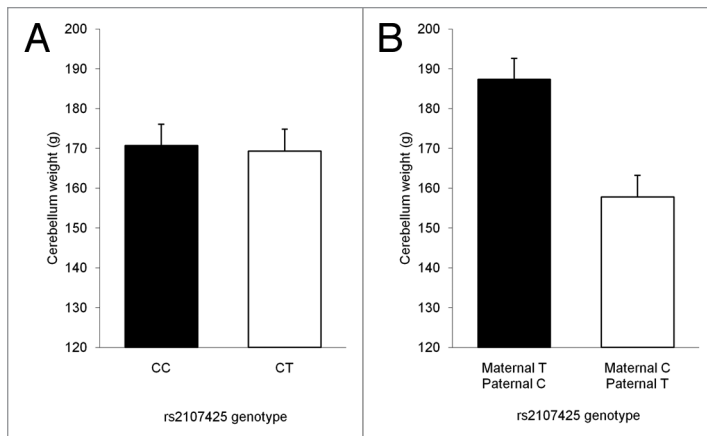 A
Cerebellum weight (g)
200
190
180
170
160
150
140
130
120
CC CT
rs2107425 genotype
B
Cerebellum weight (g)
200
190
180
170
160
150
140
130
120
Maternal T Maternal C
Paternal C Paternal T
rs2107425 genotype